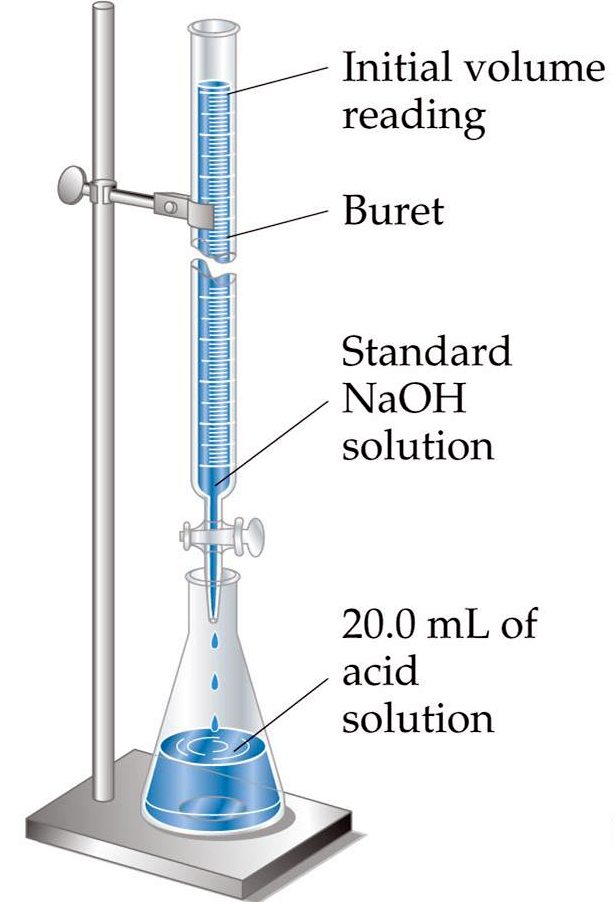 Initial volume
reading
Buret
Standard
NaOH
solution
20.0 mL of
acid
solution